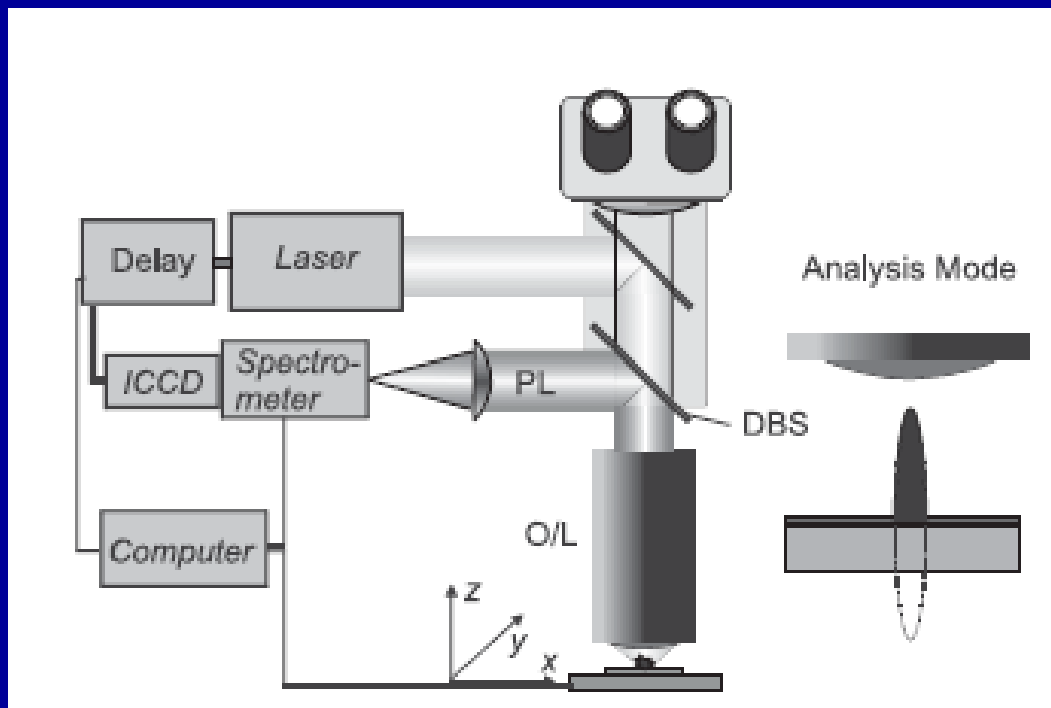 Delay
Laser
Analysis Mode
ICCD
Spectro-
meter
PL
DBS
Computer
O/L
z
y
x